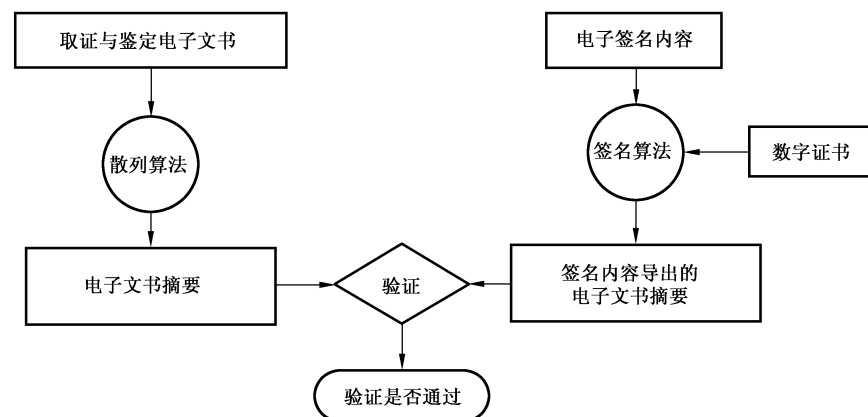 取证与鉴定电子文书
电子签名内容
散列算法
签名算法
数字证书
电子文书摘要
验证
签名内容导出的
电子文书摘要
验证是否通过